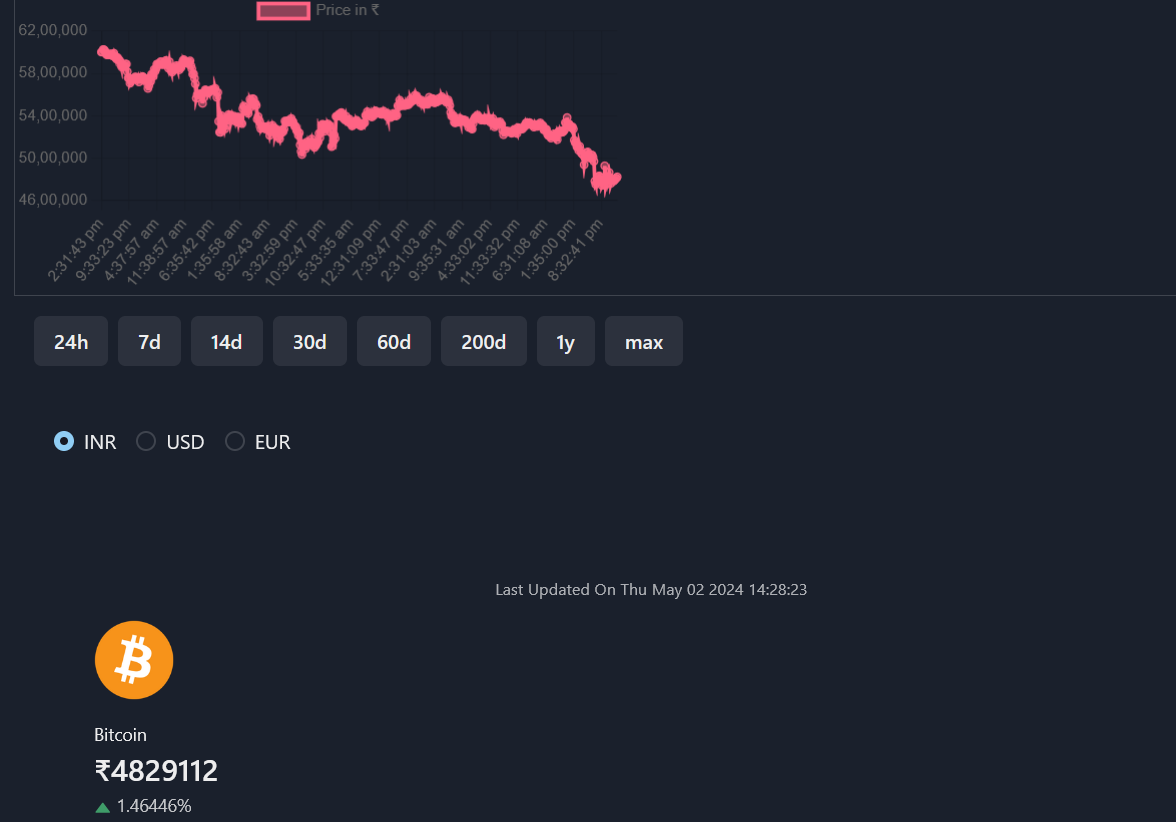 Price in ₹
62,00,000
58,00,000
54,00,000
50,00,000
46,00,000
2:31:43 pm
9:33:23 pm
4:37:57 am
11:38:57 am
6:35:42 pm
1:35:58 am
8:32:43 am
3:32:59 pm
10:32:47 pm
5:33:35 am
12:31:09 pm
7:33:47 pm
2:31:03 am
9:35:31 am
4:33:02 pm
11:33:32 pm
6:31:08 am
1:35:00 pm
8:32:41 pm
24h 7d 14d 30d 60d 200d 1y max
INR USD EUR
Last Updated On Thu May 02 2024 14:28:23
Bitcoin
₹4829112
1.46446%